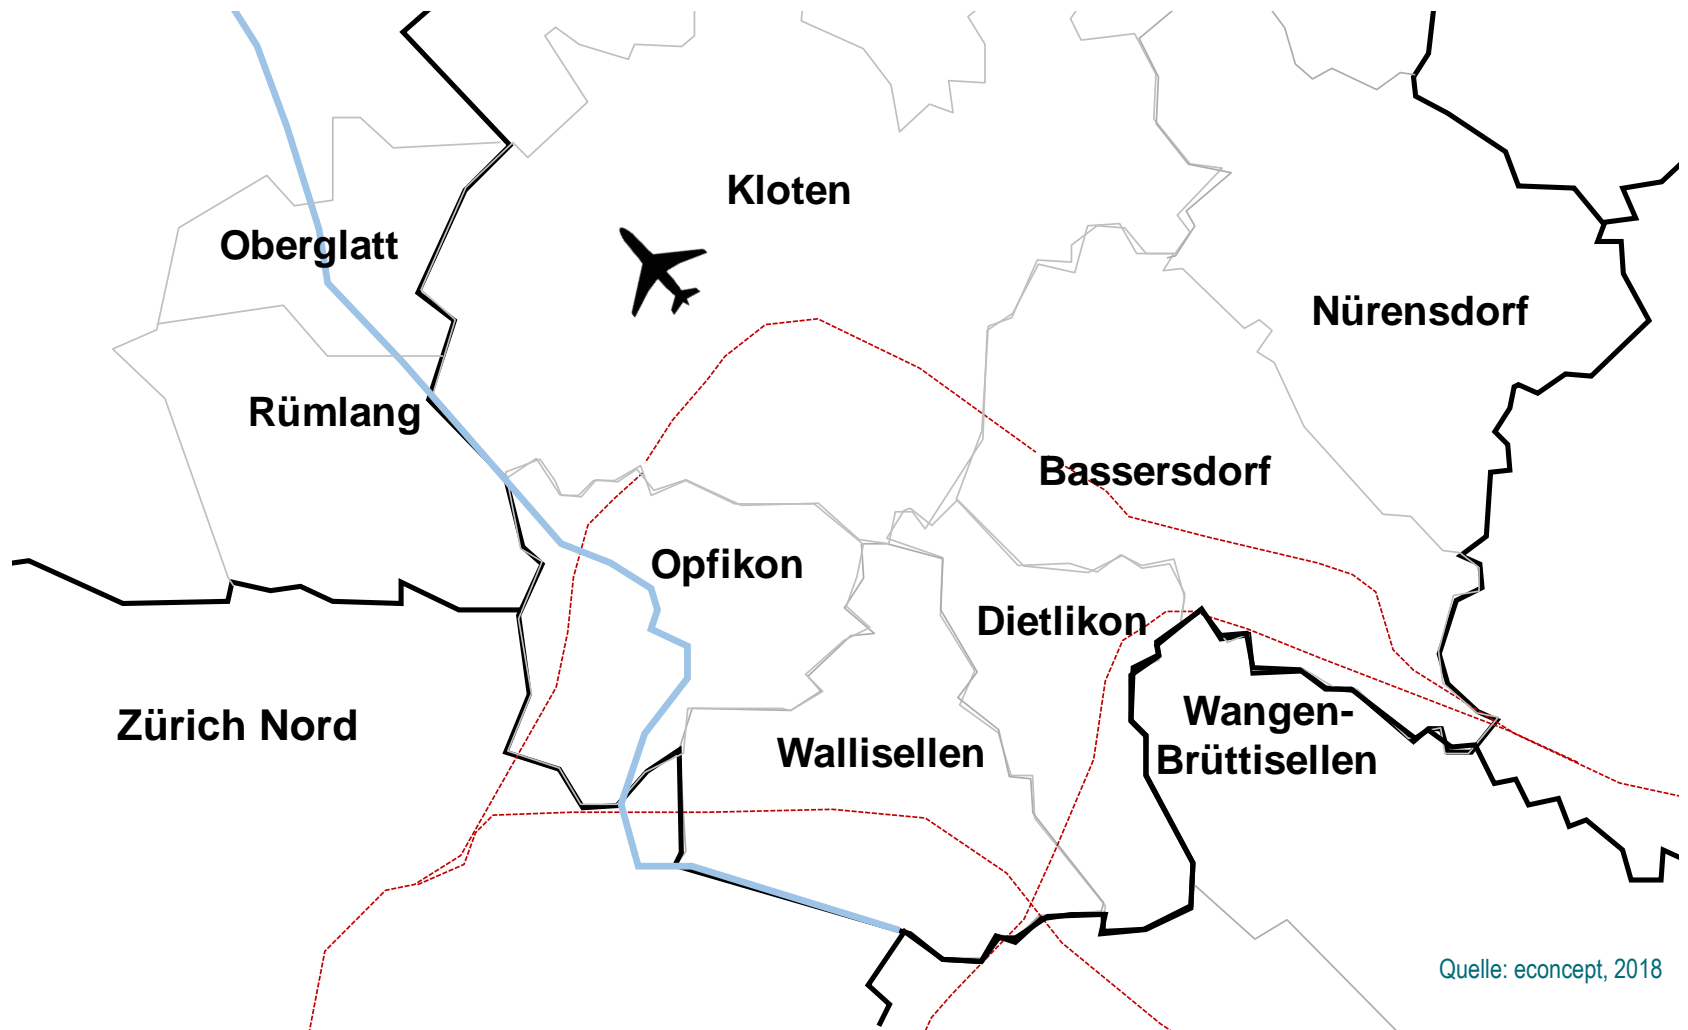 Kloten
Oberglatt
Nürensdorf
Rümlang
Bassersdorf
Opfikon
Dietlikon
Zürich Nord
Wallisellen
Wangen-
Brüttisellen
Quelle: econcept, 2018